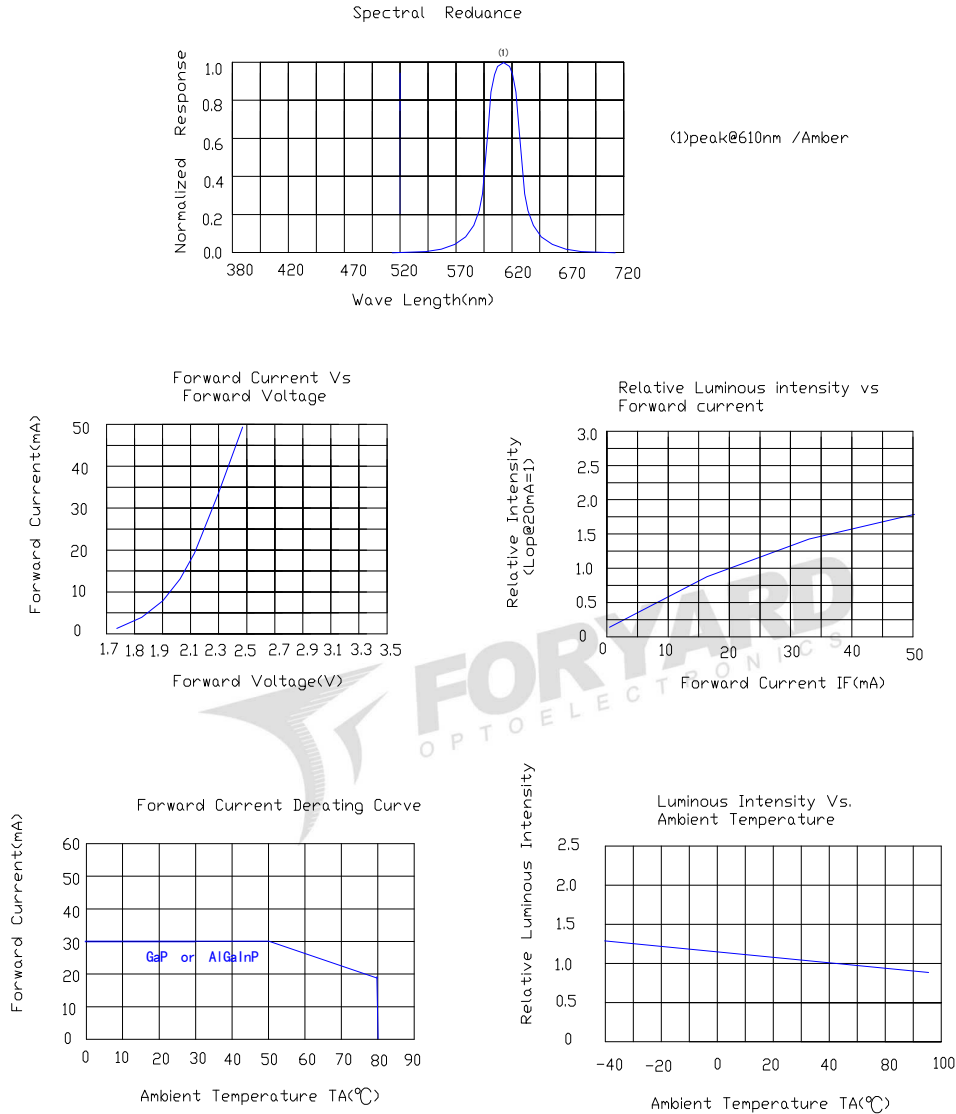 Spectral Reduance
(1)
Normalized Response
1.0
0.8
0.6
0.4
0.2
0.0
380 420 470 520 570 620 670 720
Wave Length(nm)
(1)peak@610nm /Amber
Forward Current Vs
Forward Voltage
Forward Current(mA)
50
40
30
20
10
0
1.7 1.8 1.9 2.1 2.3 2.5 2.7 2.9 3.1 3.3 3.5
Forward Voltage(V)
Relative Luminous intensity vs
Forward current
Relative Intensity
(Lop@20mA=1)
3.0
2.5
2.0
1.5
1.0
0.5
0
0 10 20 30 40 50
Forward Current IF(mA)
FORYARD
OPTOELECTRONICS
Forward Current Derating Curve
Forward Current(mA)
60
50
40
30
20
10
0
GaP or AlGaInP
0 10 20 30 40 50 60 70 80 90
Ambient Temperature TA(℃)
Luminous Intensity Vs.
Ambient Temperature
Relative Luminous Intensity
2.5
2.0
1.5
1.0
0.5
0
-40 -20 0 20 40 60 80 100
Ambient Temperature TA(℃)